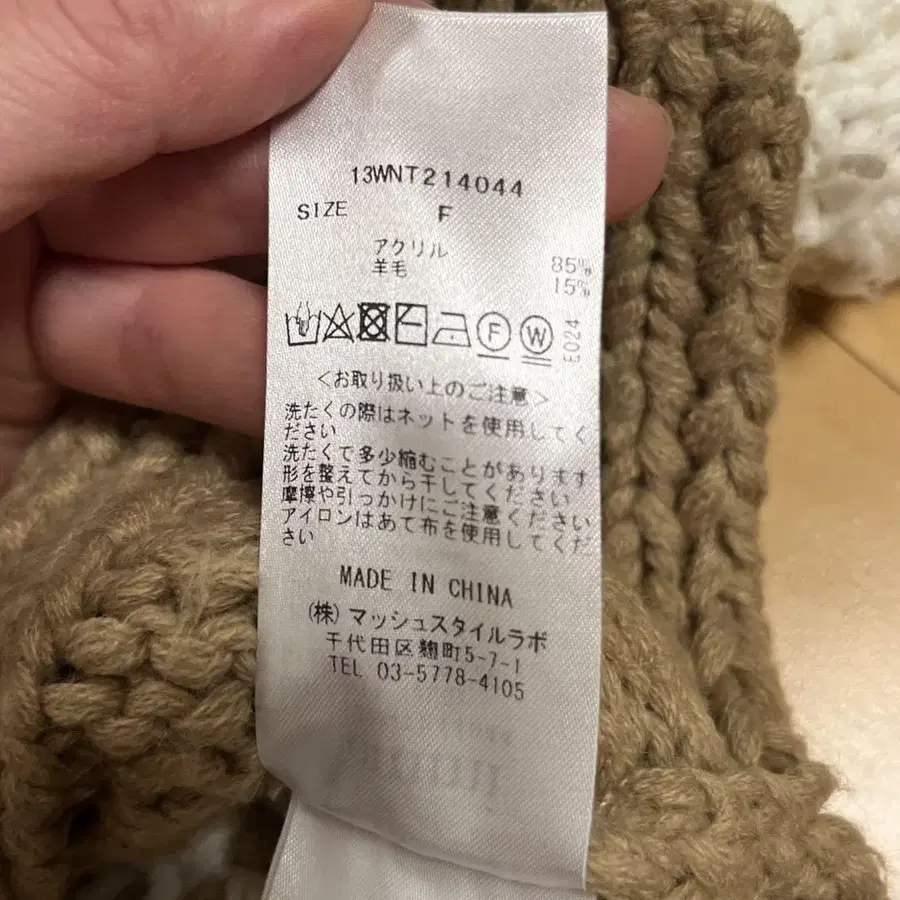 13WNT214044
SIZE F
アクリル 85%
羊毛 15%
F W E024
<お取り扱い上のご注意>
洗たくの際はネットを使用してく
ださい
洗たくで多少縮むことがあります
形を整えてから干してください
摩擦や引っかけにご注意ください
アイロンはあて布を使用してくだ
さい
MADE IN CHINA
(株)マッシュスタイルラボ
千代田区麹町5-7-1
TEL 03-5778-4105